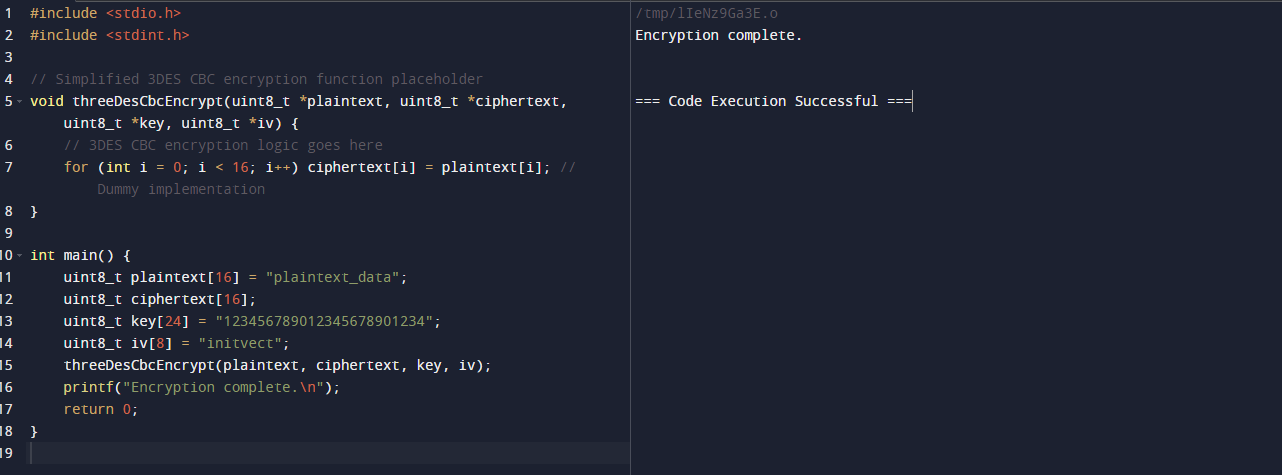 1 #include <stdio.h>
2 #include <stdint.h>
3
4 // Simplified 3DES CBC encryption function placeholder
5 void threeDesCbcEncrypt(uint8_t *plaintext, uint8_t *ciphertext,
uint8_t *key, uint8_t *iv) {
6 // 3DES CBC encryption logic goes here
7 for (int i = 0; i < 16; i++) ciphertext[i] = plaintext[i]; //
Dummy implementation
8 }
9
10 int main() {
11 uint8_t plaintext[16] = "plaintext_data";
12 uint8_t ciphertext[16];
13 uint8_t key[24] = "123456789012345678901234";
14 uint8_t iv[8] = "initvect";
15 threeDesCbcEncrypt(plaintext, ciphertext, key, iv);
16 printf("Encryption complete.\n");
17 return 0;
18 }
19
/tmp/lIeNz9Ga3E.o
Encryption complete.
=== Code Execution Successful ===